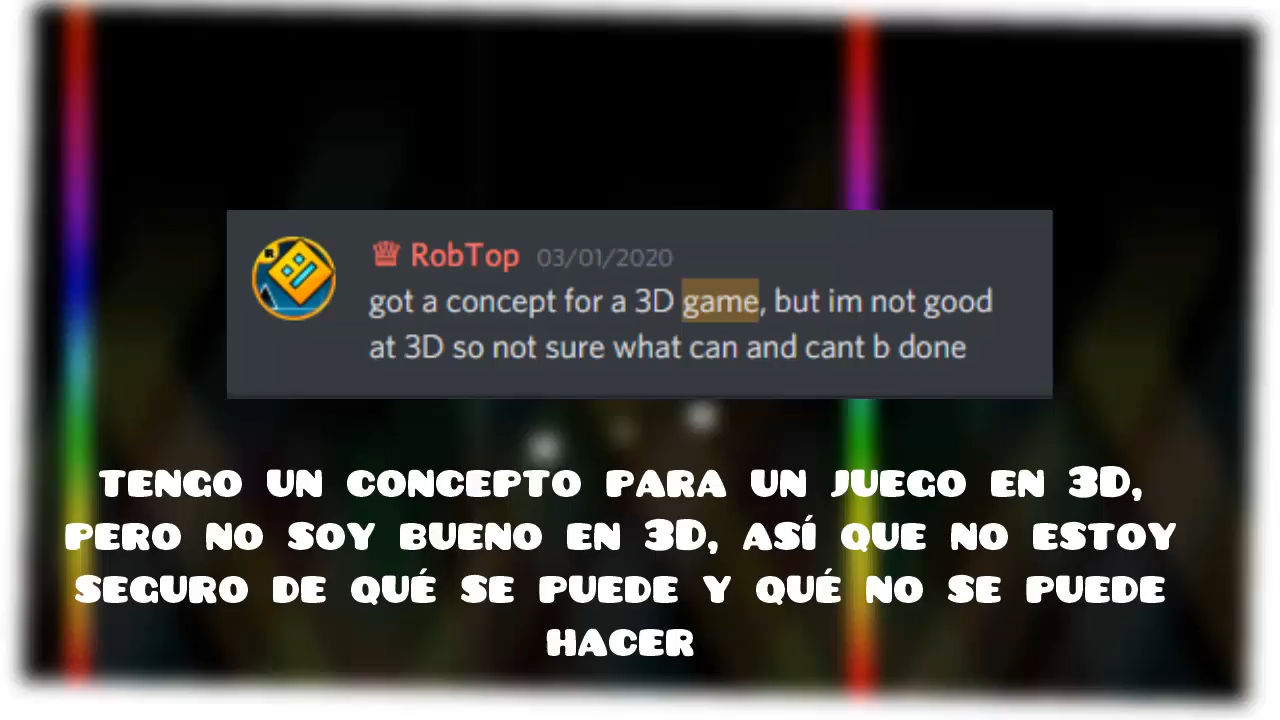 RobTop 03/01/2020
got a concept for a 3D game, but im not good
at 3D so not sure what can and cant b done
TENGO UN CONCEPTO PARA UN JUEGO EN 3D,
PERO NO SOY BUENO EN 3D, ASÍ QUE NO ESTOY
SEGURO DE QUÉ SE PUEDE Y QUÉ NO SE PUEDE
HACER